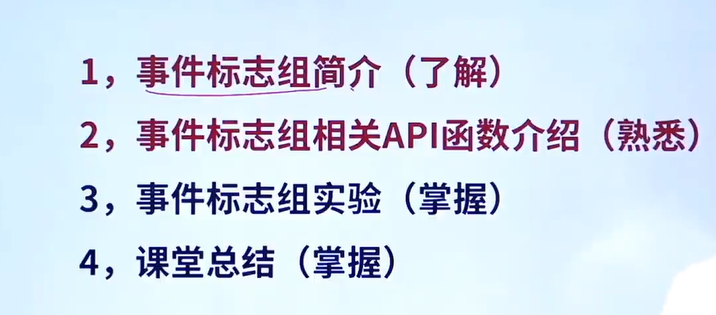 1，事件标志组简介（了解）
2，事件标志组相关API函数介绍（熟悉）
3，事件标志组实验（掌握）
4，课堂总结（掌握）